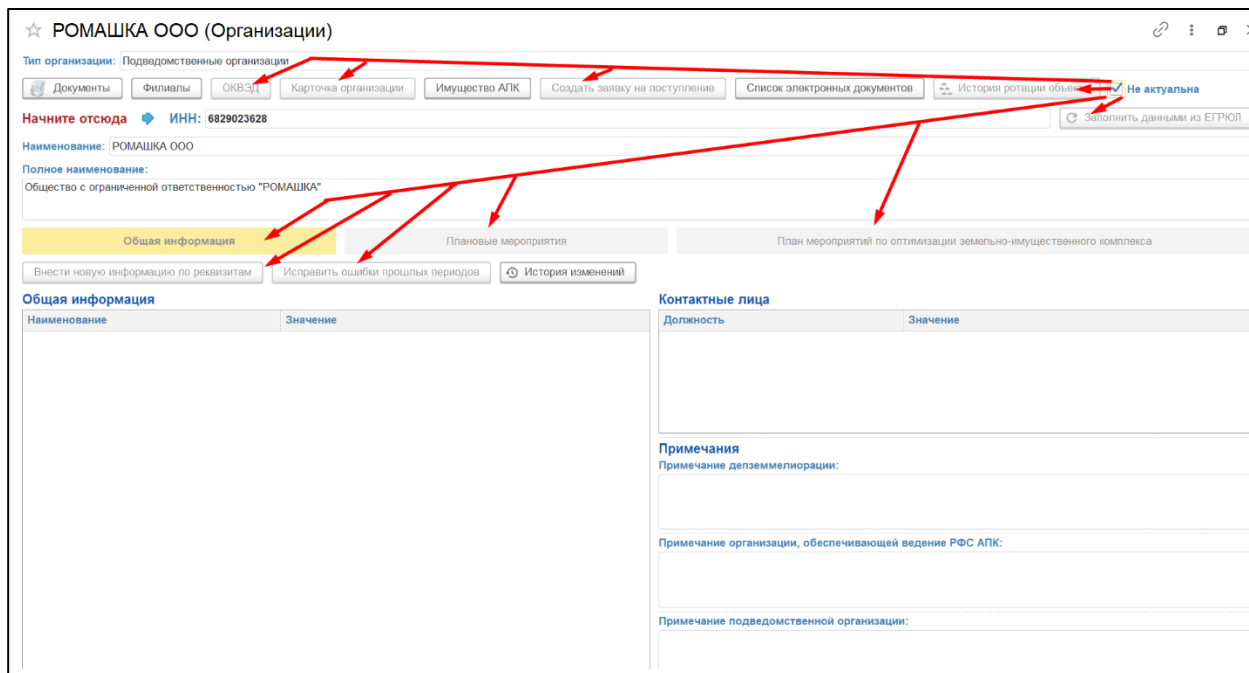 РОМАШКА ООО (Организации)
Тип организации: Подведомственные организации
Документы Филиалы ОКВЭД Карточка организации Имущество АПК Создать заявку на поступление Список электронных документов История ротации объек Не актуальна
Начните отсюда ИНН: 6829023628 Заполнить данными из ЕГРЮЛ
Наименование: РОМАШКА ООО
Полное наименование:
Общество с ограниченной ответственностью "РОМАШКА"
Общая информация Плановые мероприятия План мероприятий по оптимизации земельно-имущественного комплекса
Внести новую информацию по реквизитам Исправить ошибки прошлых периодов История изменений
Общая информация Контактные лица
Наименование Значение Должность Значение
Примечания
Примечание депземмелиорации:
Примечание организации, обеспечивающей ведение РФС АПК:
Примечание подведомственной организации: